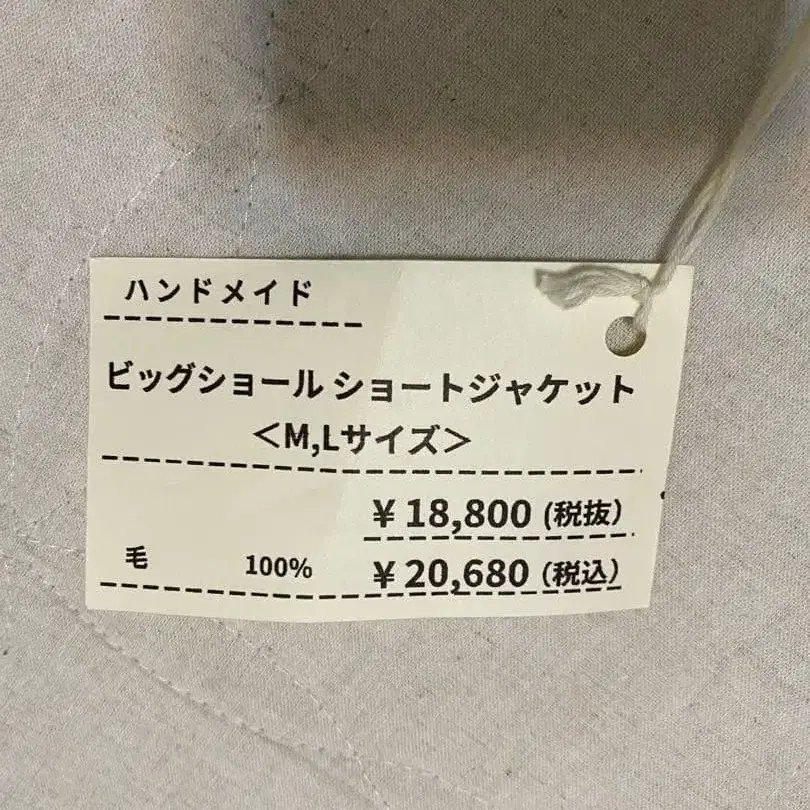 ハンドメイド
ビッグショール ショートジャケット
＜M,Lサイズ＞
¥ 18,800 (税抜)
毛 100% ¥ 20,680 (税込)